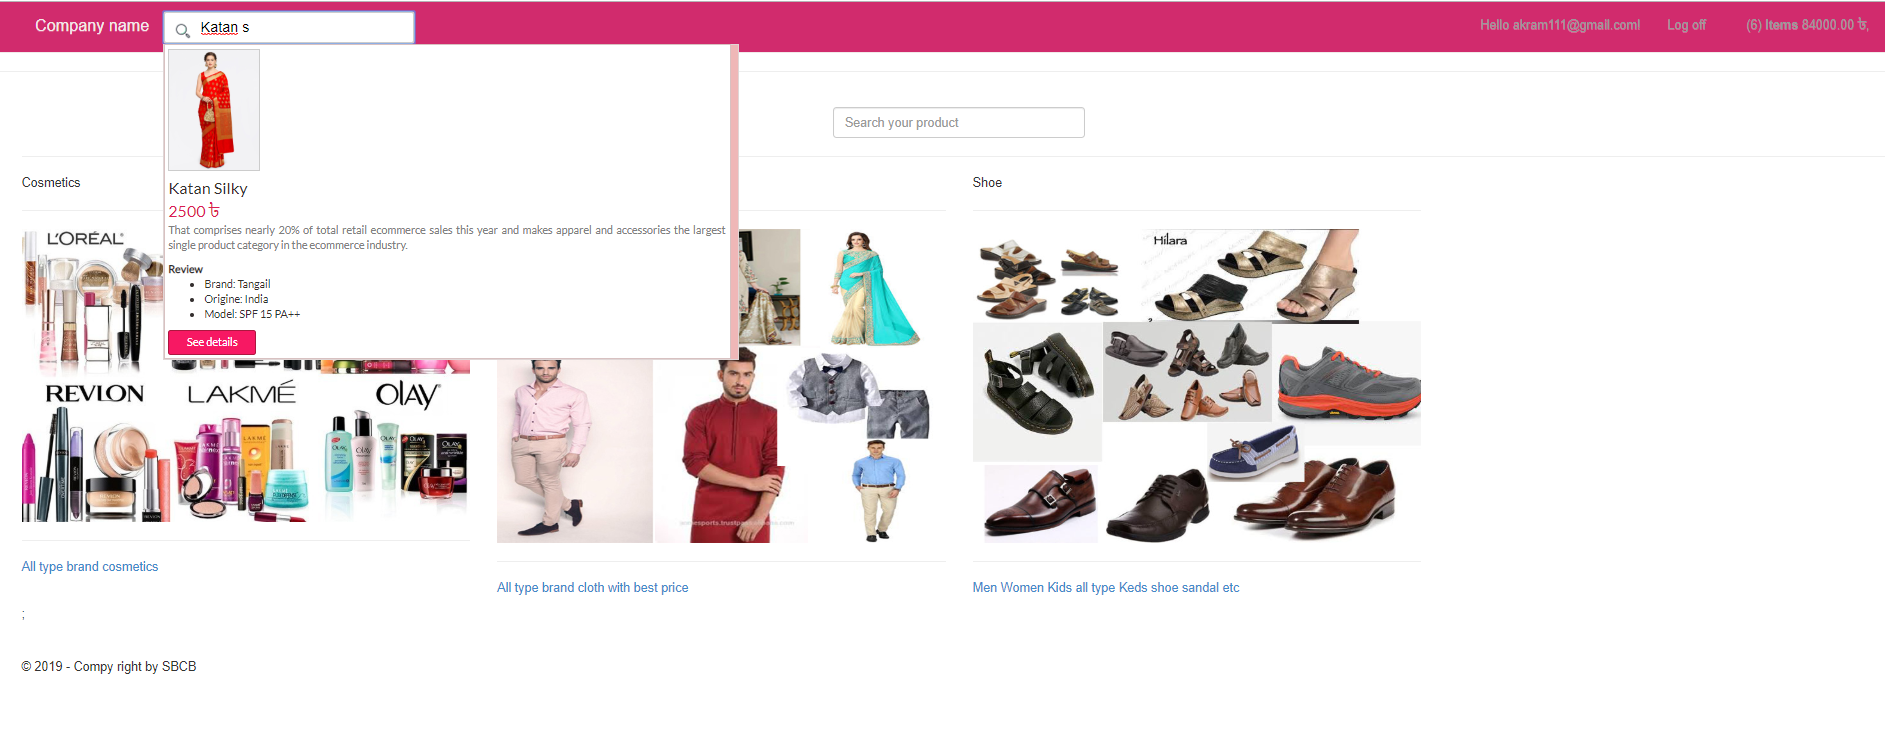 Company name
Katan s
Hello akram111@gmail.com!
Log off
(6) Items 84000.00 ৳,
Katan Silky
2500 ৳
That comprises nearly 20% of total retail ecommerce sales this year and makes apparel and accessories the largest
single product category in the ecommerce industry.
Review
Brand: Tangail
Origine: India
Model: SPF 15 PA++
See details
Search your product
Cosmetics
Shoe
L'ORÉAL
Hilara
REVLON
LAKMÉ
OLAY
All type brand cosmetics
All type brand cloth with best price
Men Women Kids all type Keds shoe sandal etc
;
© 2019 - Compy right by SBCB